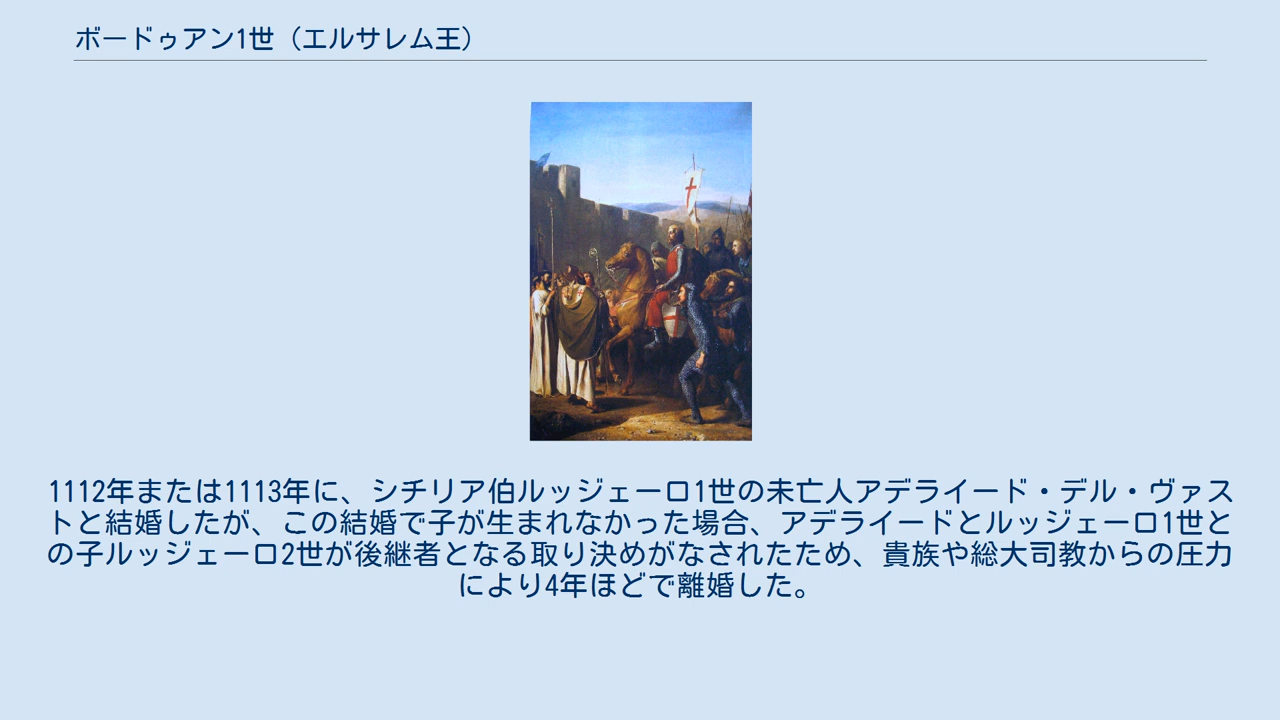 ボードゥアン1世（エルサレム王）
1112年または1113年に、シチリア伯ルッジェーロ1世の未亡人アデライード・デル・ヴァス
トと結婚したが、この結婚で子が生まれなかった場合、アデライードとルッジェーロ1世と
の子ルッジェーロ2世が後継者となる取り決めがなされたため、貴族や総大司教からの圧力
により4年ほどで離婚した。